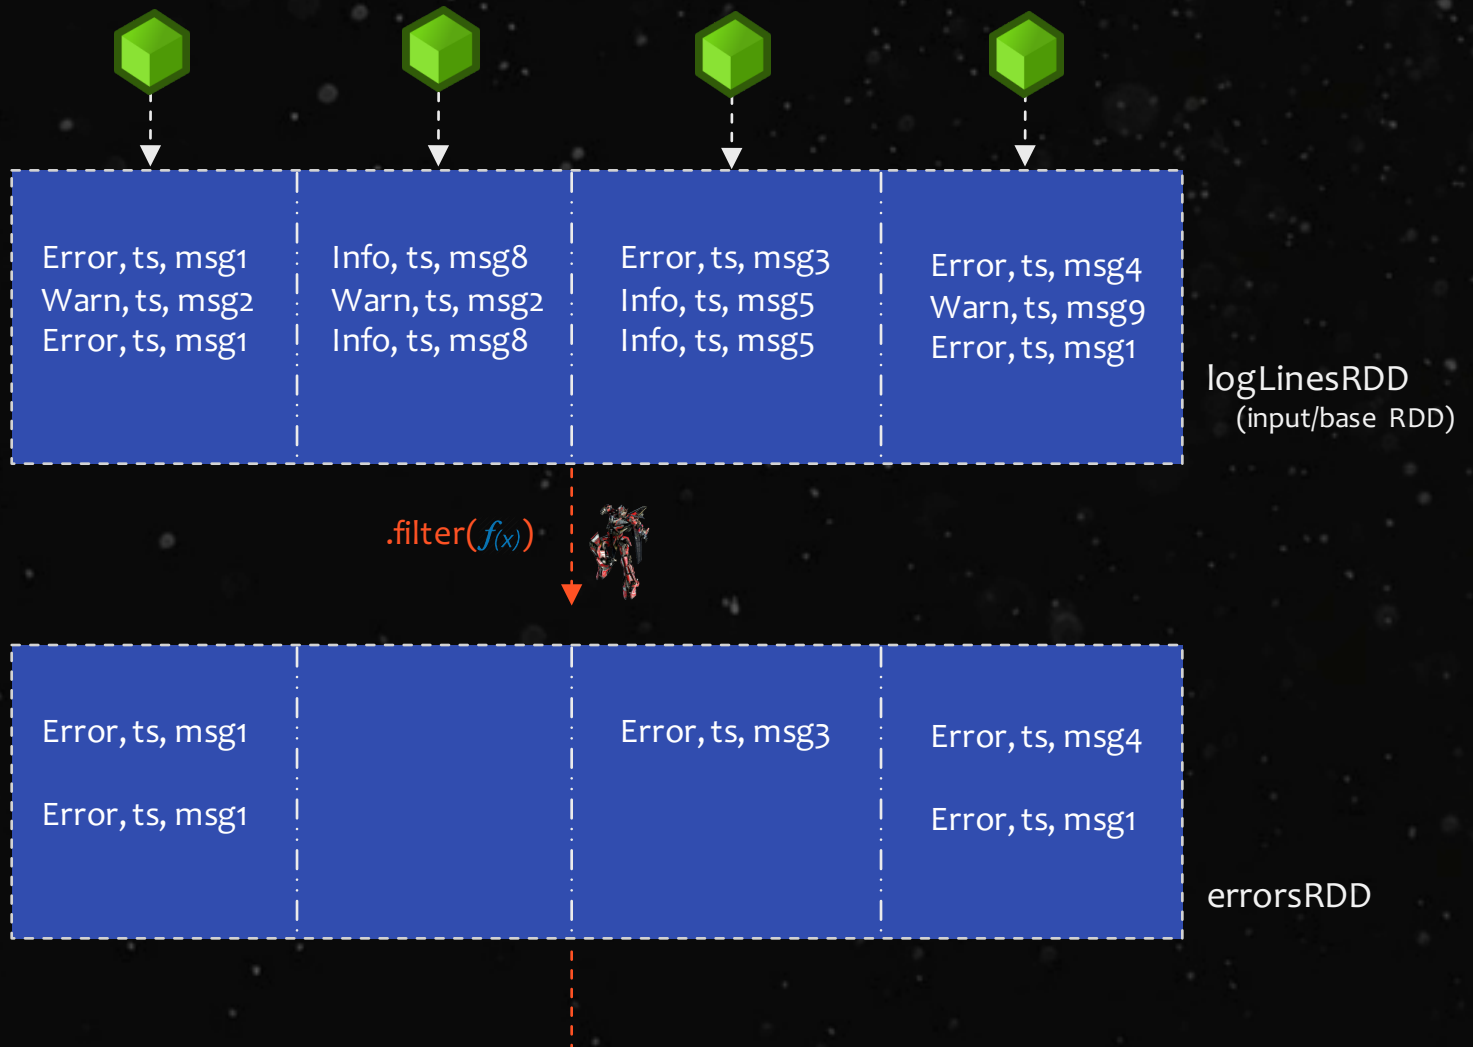 Error, ts, msg1
Warn, ts, msg2
Error, ts, msg1
Info, ts, msg8
Warn, ts, msg2
Info, ts, msg8
Error, ts, msg3
Info, ts, msg5
Info, ts, msg5
Error, ts, msg4
Warn, ts, msg9
Error, ts, msg1
logLinesRDD
(input/base RDD)
.filter(f(x))
Error, ts, msg1
Error, ts, msg1
Error, ts, msg3
Error, ts, msg4
Error, ts, msg1
errorsRDD